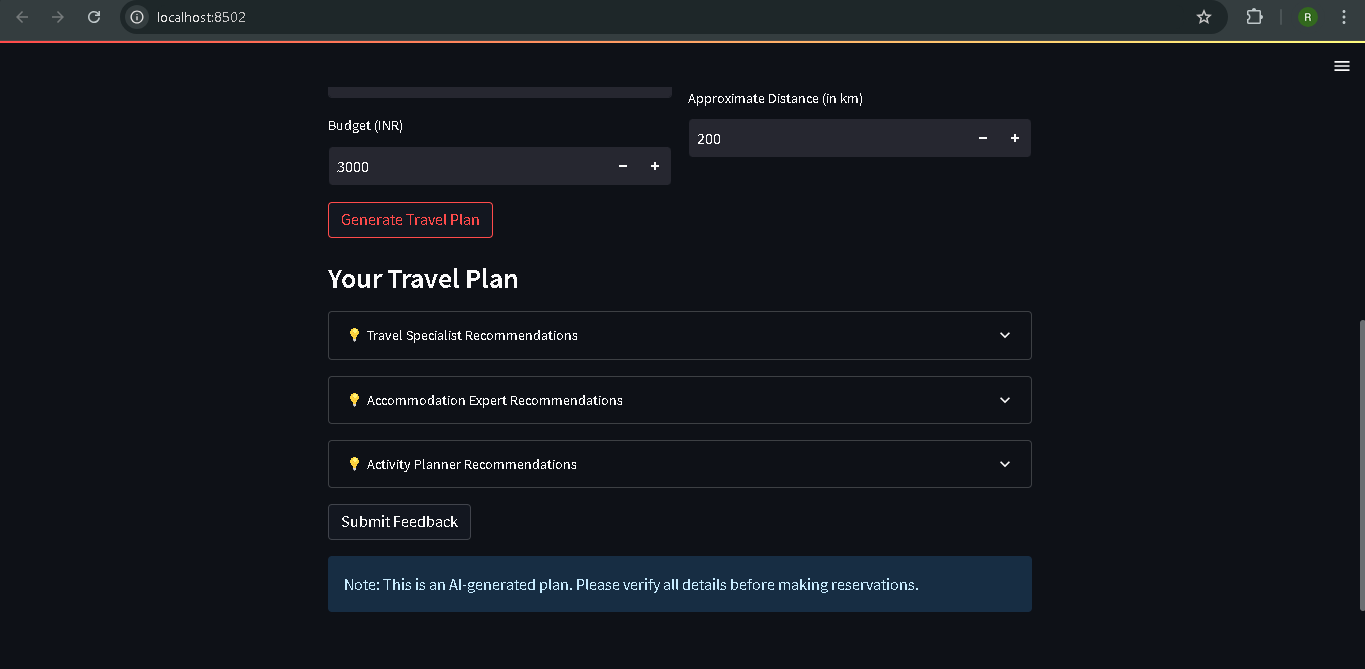 localhost:8502
R
Approximate Distance (in km)
200
Budget (INR)
3000
Generate Travel Plan
Your Travel Plan
Travel Specialist Recommendations
Accommodation Expert Recommendations
Activity Planner Recommendations
Submit Feedback
Note: This is an AI-generated plan. Please verify all details before making reservations.